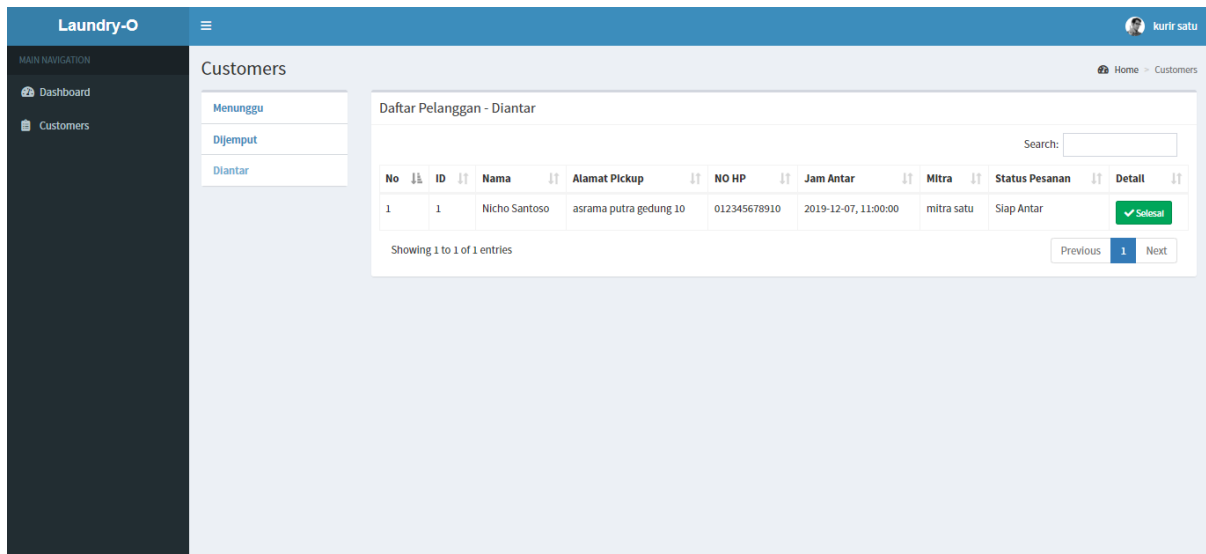 Laundry-O
kurir satu
MAIN NAVIGATION
Dashboard
Customers
Customers
Home > Customers
Menunggu
Dijemput
Diantar
Daftar Pelanggan - Diantar
Search:
No ID Nama Alamat Pickup NO HP Jam Antar Mitra Status Pesanan Detail
1 1 Nicho Santoso asrama putra gedung 10 012345678910 2019-12-07, 11:00:00 mitra satu Siap Antar Selesai
Showing 1 to 1 of 1 entries
Previous 1 Next